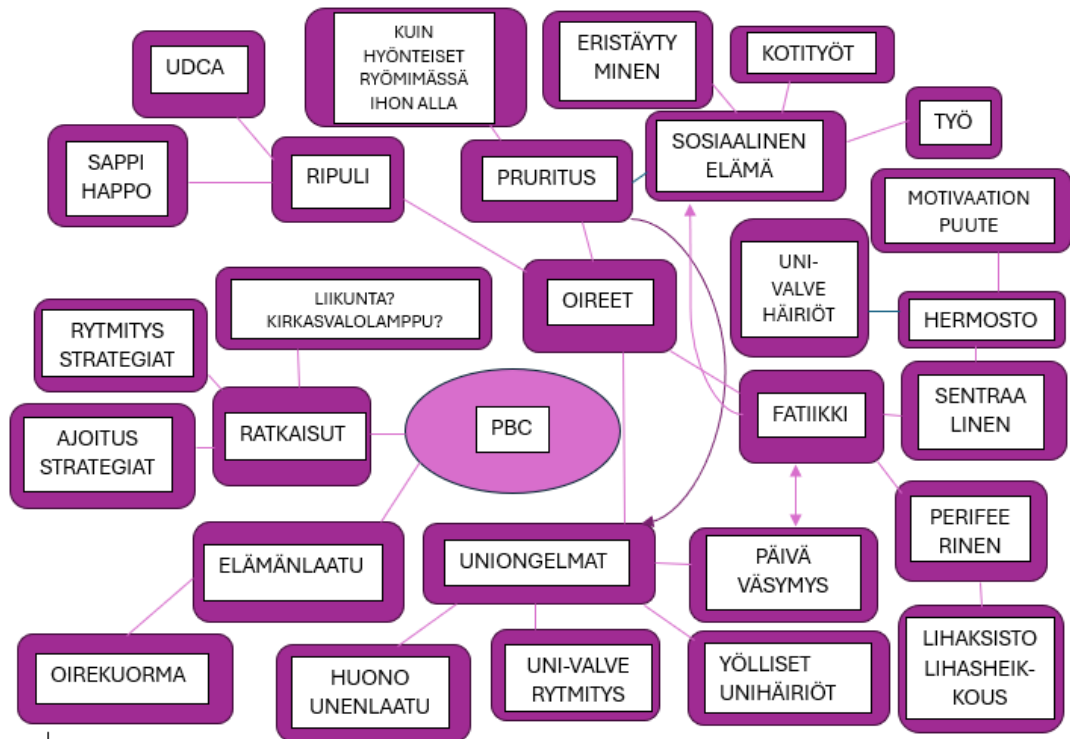 KUIN
HYÖNTEISET
RYÖMIMÄSSÄ
IHON ALLA
ERISTÄYTY
MINEN
KOTITYÖT
UDCA
TYÖ
SAPPI
HAPPO
RIPULI
PRURITUS
SOSIAALINEN
ELÄMÄ
MOTIVAATION
PUUTE
UNI-
VALVE
HÄIRIÖT
OIREET
LIIKUNTA?
KIRKASVALOLAMPPU?
HERMOSTO
RYTMITYS
STRATEGIAT
FATIIKKI
SENTRAA
LINEN
AJOITUS
STRATEGIAT
RATKAISUT
PBC
PERIFEE
RINEN
ELÄMÄNLAATU
UNIONGELMAT
PÄIVÄ
VÄSYMYS
OIREKUORMA
HUONO
UNENLAATU
UNI-VALVE
RYTMITYS
YÖLLISET
UNIHÄIRIÖT
LIHAKSISTO
LIHASHEIK-
KOUS